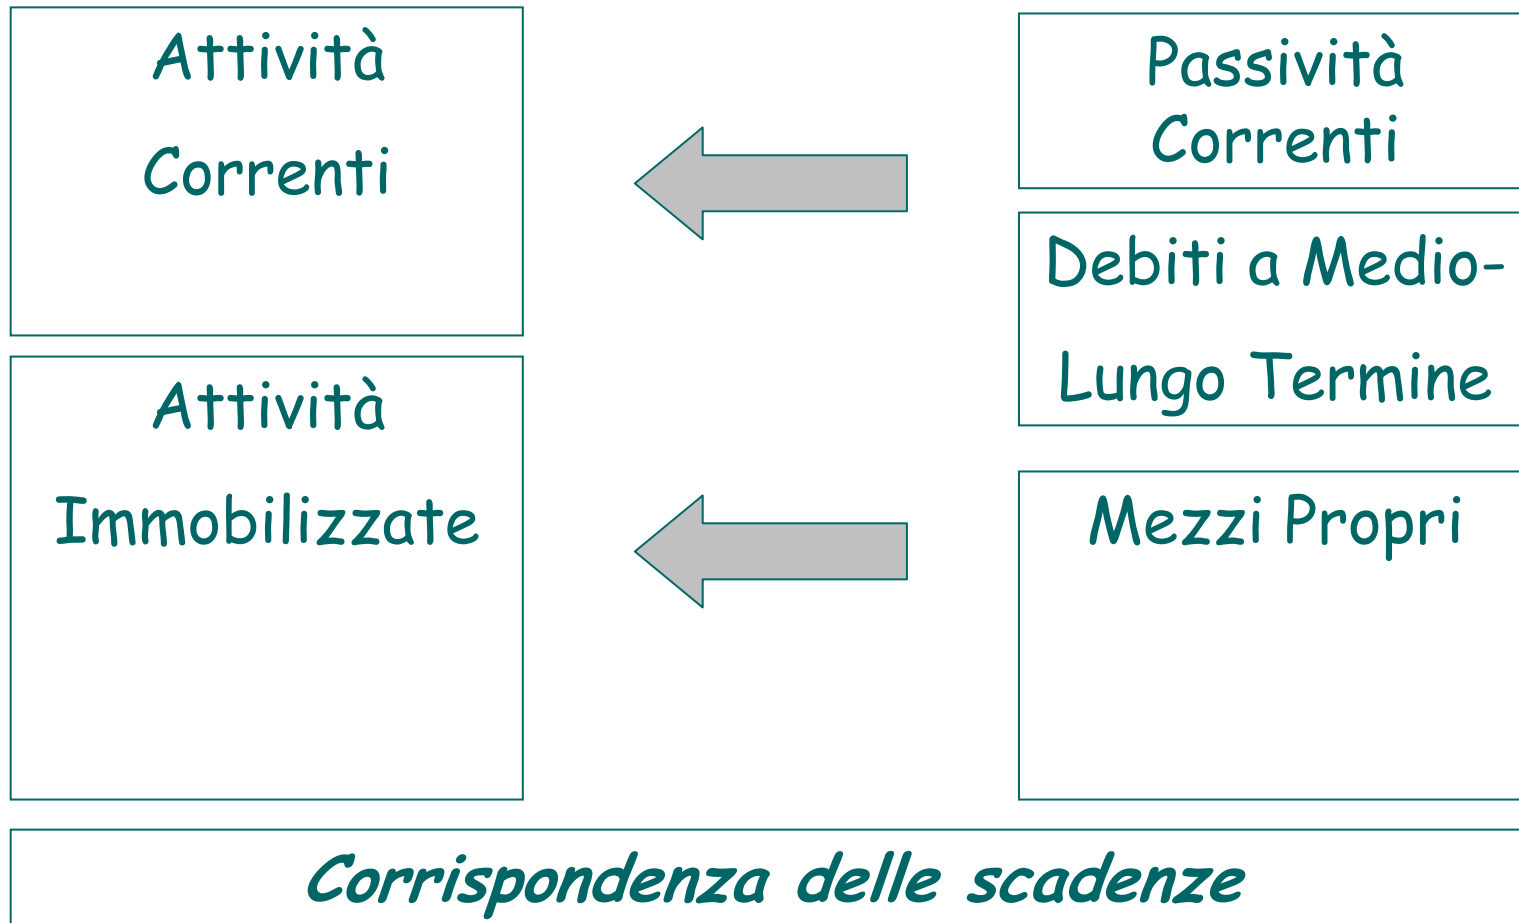 Attività
Correnti
Attività
Immobilizzate
Passività
Correnti
Debiti a Medio-
Lungo Termine
Mezzi Propri
Corrispondenza delle scadenze